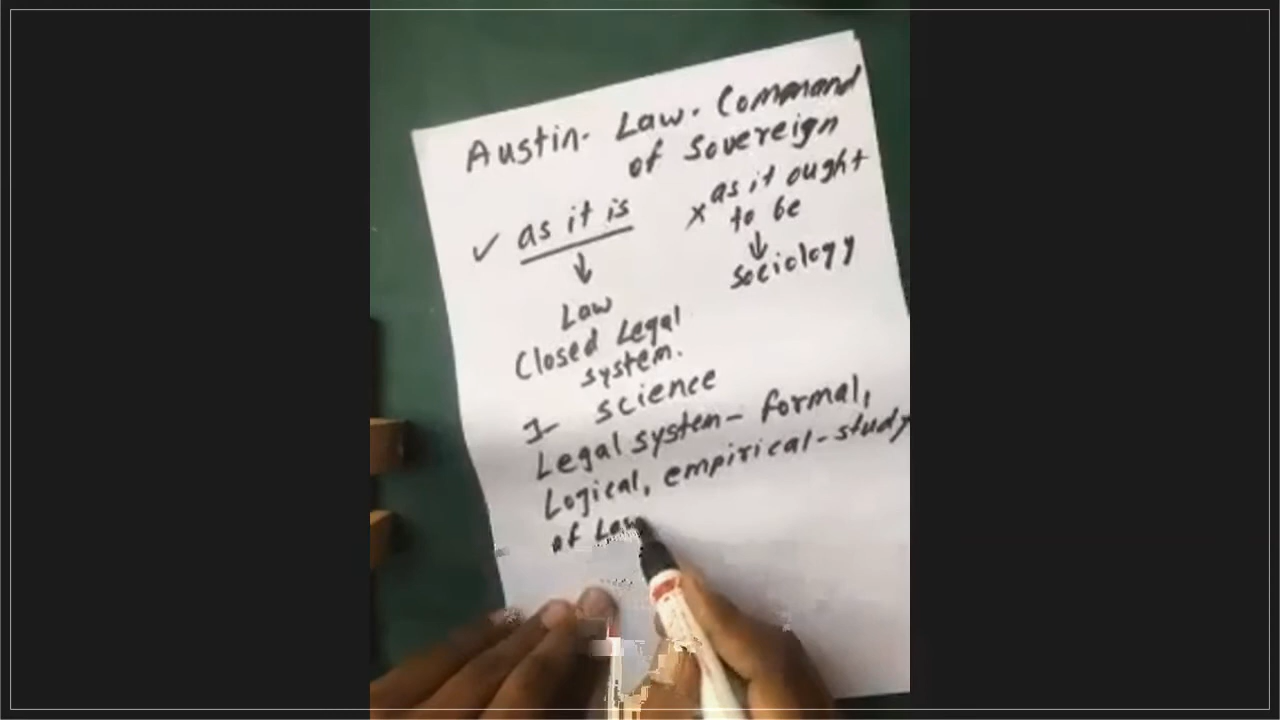 Austin- Law- Command
of Sovereign
✓ as it is
x as it ought
to be
↓
sociology
↓
Law
Closed Legal
system.
J- science
Legal system- formal,
Logical, empirical-study
of Law